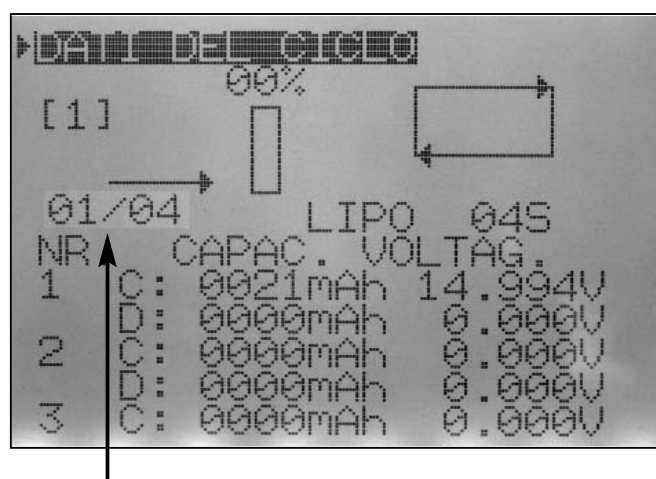 DATI DEL CICLO
00%
[1]
01/04
LIPO 04S
NR CAPAC. VOLTAG.
1 C: 0021mAh 14.994V
D: 0000mAh 0.000V
2 C: 0000mAh 0.000V
D: 0000mAh 0.000V
3 C: 0000mAh 0.000V